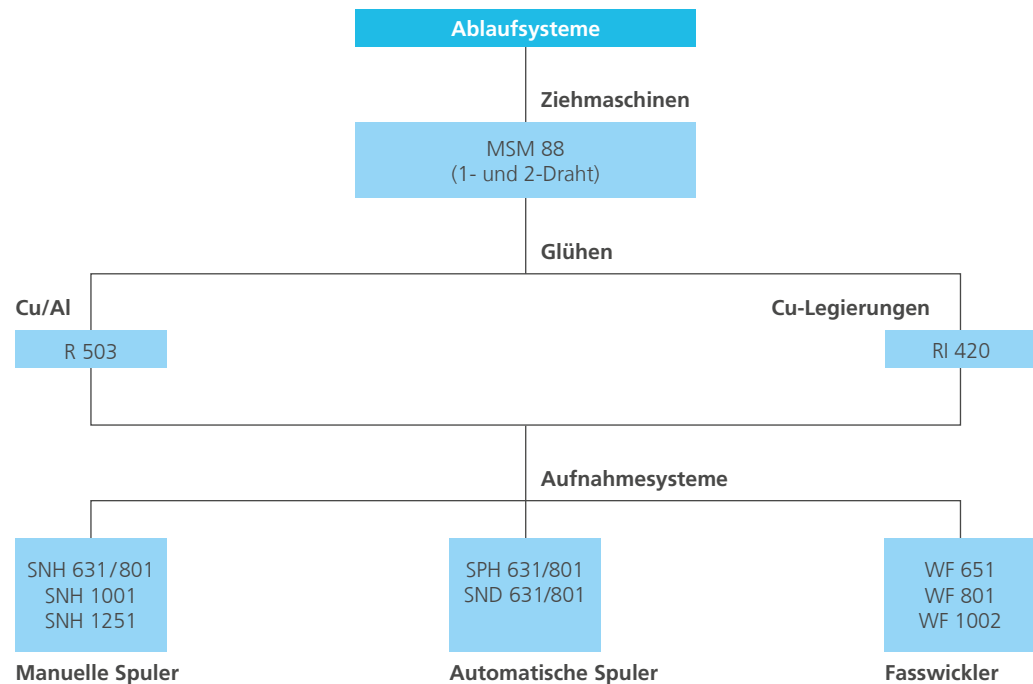 Ablaufsysteme
Ziehmaschinen
MSM 88
(1- und 2-Draht)
Glühen
Cu/Al
Cu-Legierungen
R 503
RI 420
Aufnahmesysteme
SNH 631/801
SNH 1001
SNH 1251
SPH 631/801
SND 631/801
WF 651
WF 801
WF 1002
Manuelle Spuler
Automatische Spuler
Fasswickler